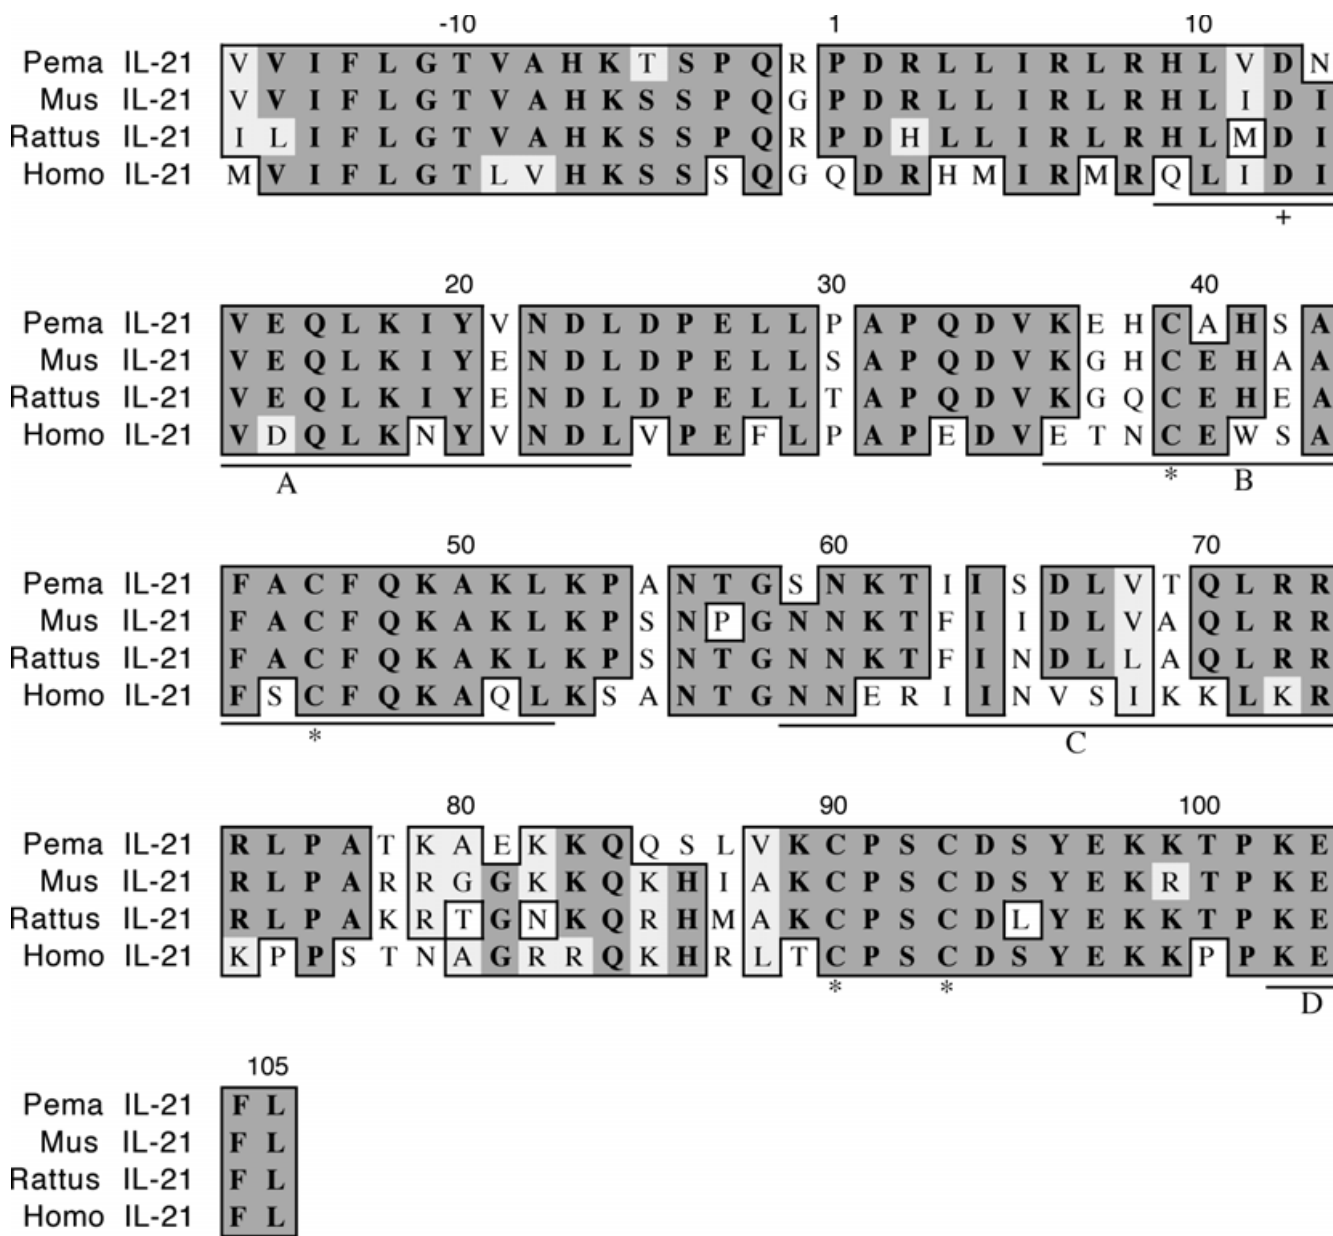 -10 1 10
Pema IL-21 V V I F L G T V A H K T S P Q R P D R L L I R L R H L V D N
Mus IL-21 V V I F L G T V A H K S S P Q G P D R L L I R L R H L I D I
Rattus IL-21 I L I F L G T V A H K S S P Q R P D H L L I R L R H L M D I
Homo IL-21 M V I F L G T L V H K S S S Q G Q D R H M I R M R Q L I D I
+
20 30 40
Pema IL-21 V E Q L K I Y V N D L D P E L L P A P Q D V K E H C A H S A
Mus IL-21 V E Q L K I Y E N D L D P E L L S A P Q D V K G H C E H A A
Rattus IL-21 V E Q L K I Y E N D L D P E L L T A P Q D V K G Q C E H E A
Homo IL-21 V D Q L K N Y V N D L V P E F L P A P E D V E T N C E W S A
A * B
50 60 70
Pema IL-21 F A C F Q K A K L K P A N T G S N K T I I S D L V T Q L R R
Mus IL-21 F A C F Q K A K L K P S N P G N N K T F I I D L V A Q L R R
Rattus IL-21 F A C F Q K A K L K P S N T G N N K T F I N D L L A Q L R R
Homo IL-21 F S C F Q K A Q L K S A N T G N N E R I I N V S I K K L K R
* C
80 90 100
Pema IL-21 R L P A T K A E K K Q Q S L V K C P S C D S Y E K K T P K E
Mus IL-21 R L P A R R G G K K Q K H I A K C P S C D S Y E K R T P K E
Rattus IL-21 R L P A K R T G N K Q R H M A K C P S C D L Y E K K T P K E
Homo IL-21 K P P S T N A G R R Q K H R L T C P S C D S Y E K K P P K E
* * D
105
Pema IL-21 F L
Mus IL-21 F L
Rattus IL-21 F L
Homo IL-21 F L